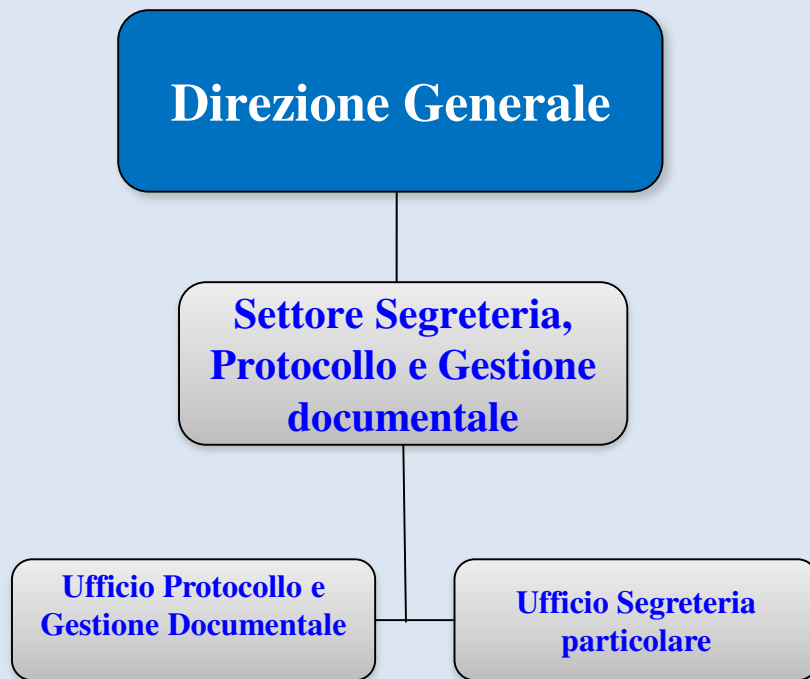 Direzione Generale
Settore Segreteria,
Protocollo e Gestione
documentale
Ufficio Protocollo e
Gestione Documentale
Ufficio Segreteria
particolare